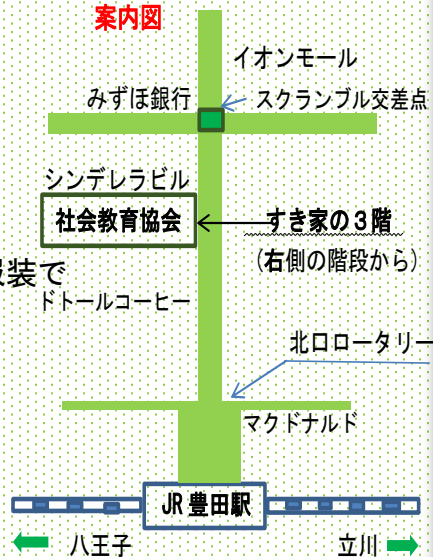 案内図
イオンモール
みずほ銀行
スクランブル交差点
シンデレラビル
社会教育協会
すき家の３階
（右側の階段から）
服装で
ドトールコーヒー
北口ロータリー
マクドナルド
JR 豊田駅
八王子
立川